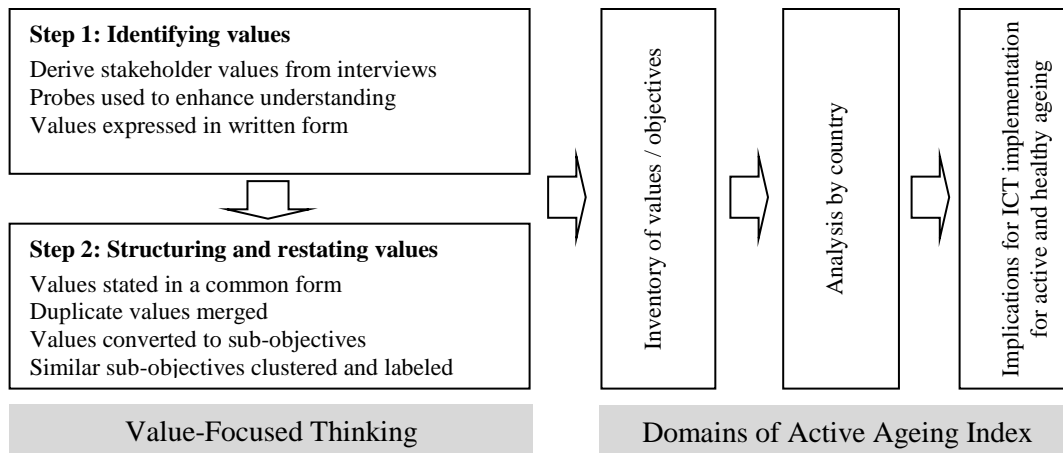 Step 1: Identifying values
Derive stakeholder values from interviews
Probes used to enhance understanding
Values expressed in written form
Step 2: Structuring and restating values
Values stated in a common form
Duplicate values merged
Values converted to sub-objectives
Similar sub-objectives clustered and labeled
Value-Focused Thinking
Inventory of values / objectives
Analysis by country
Implications for ICT implementation
for active and healthy ageing
Domains of Active Ageing Index